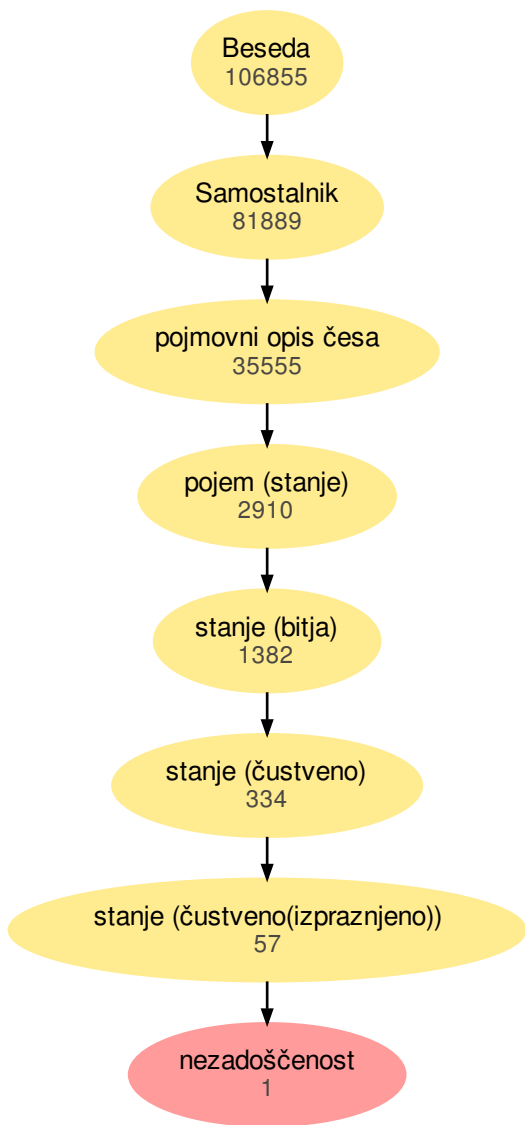 Beseda
106855
Samostalnik
81889
pojmovni opis česa
35555
pojem (stanje)
2910
stanje (bitja)
1382
stanje (čustveno)
334
stanje (čustveno(izpraznjeno))
57
nezadoščenost
1